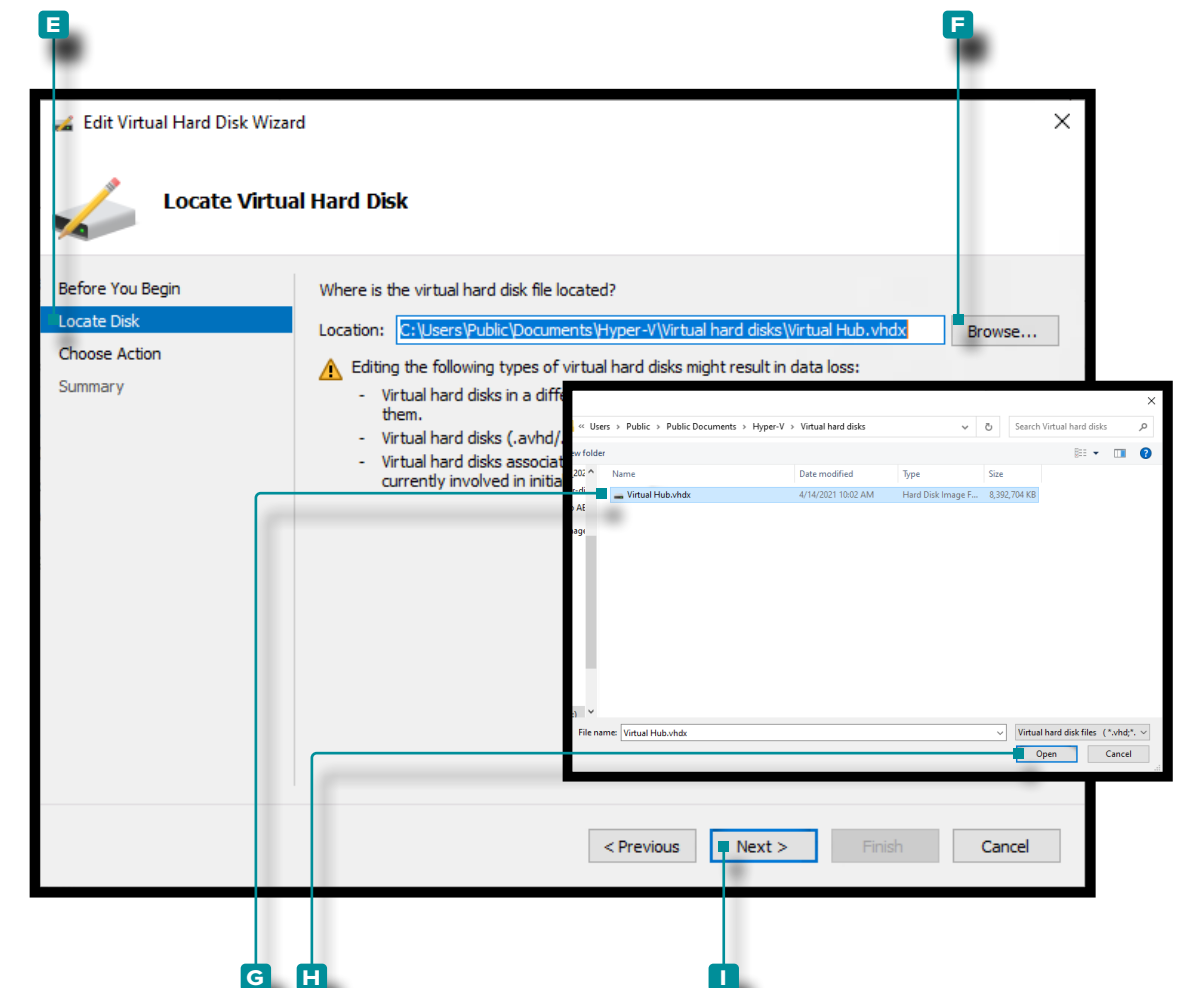 E
F
Edit Virtual Hard Disk Wizard
Locate Virtual Hard Disk
Before You Begin
Locate Disk
Choose Action
Summary
Where is the virtual hard disk file located?
Location: C:\Users\Public\Documents\Hyper-V\Virtual hard disks\Virtual Hub.vhdx Browse...
Editing the following types of virtual hard disks might result in data loss:
- Virtual hard disks in a diffe
them.
- Virtual hard disks (.avhd/.
- Virtual hard disks associat
currently involved in initia
« Users > Public > Public Documents > Hyper-V > Virtual hard disks
Search Virtual hard disks
ew folder
Name Date modified Type Size
Virtual Hub.vhdx 4/14/2021 10:02 AM Hard Disk Image F... 8,392,704 KB
File name: Virtual Hub.vhdx Virtual hard disk files (*.vhd;*.
Open Cancel
< Previous Next > Finish Cancel
G
H
I